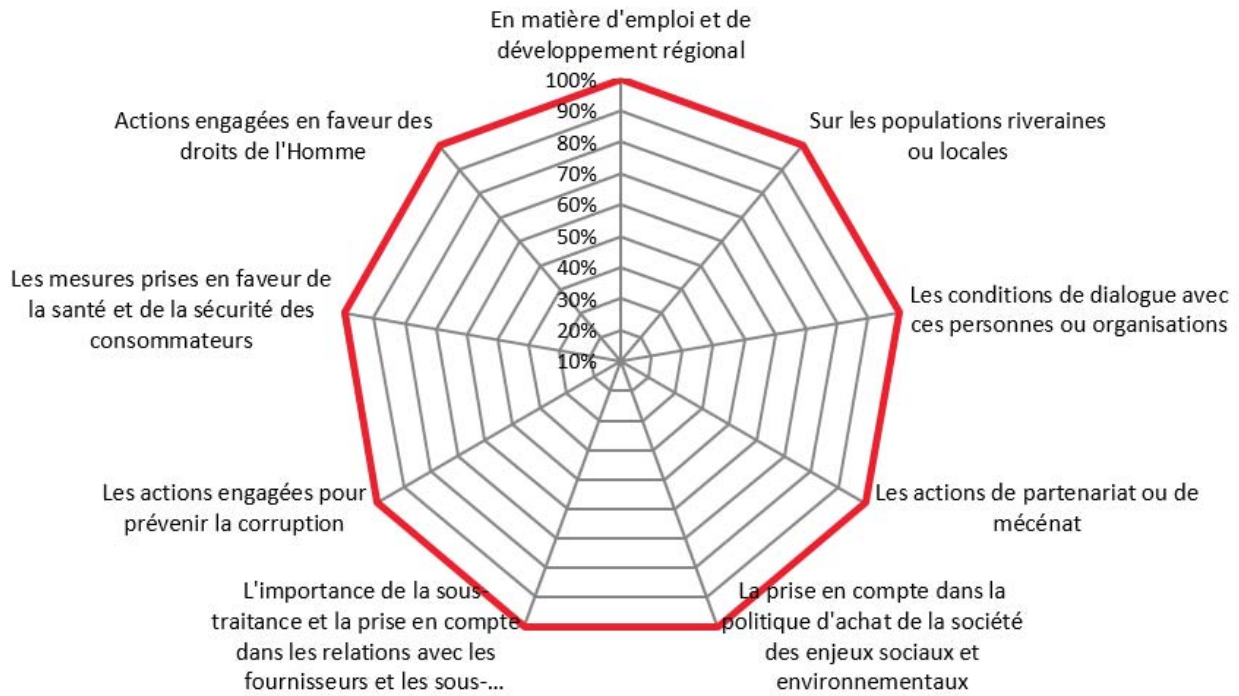 En matière d'emploi et de
développement régional
100%
90%
80%
70%
60%
50%
40%
30%
20%
10%
Sur les populations riveraines
ou locales
Les conditions de dialogue avec
ces personnes ou organisations
Les actions de partenariat ou de
mécénat
La prise en compte dans la
politique d'achat de la société
des enjeux sociaux et
environnementaux
L'importance de la sous-
traitance et la prise en compte
dans les relations avec les
fournisseurs et les sous-...
Les actions engagées pour
prévenir la corruption
Les mesures prises en faveur de
la santé et de la sécurité des
consommateurs
Actions engagées en faveur des
droits de l'Homme